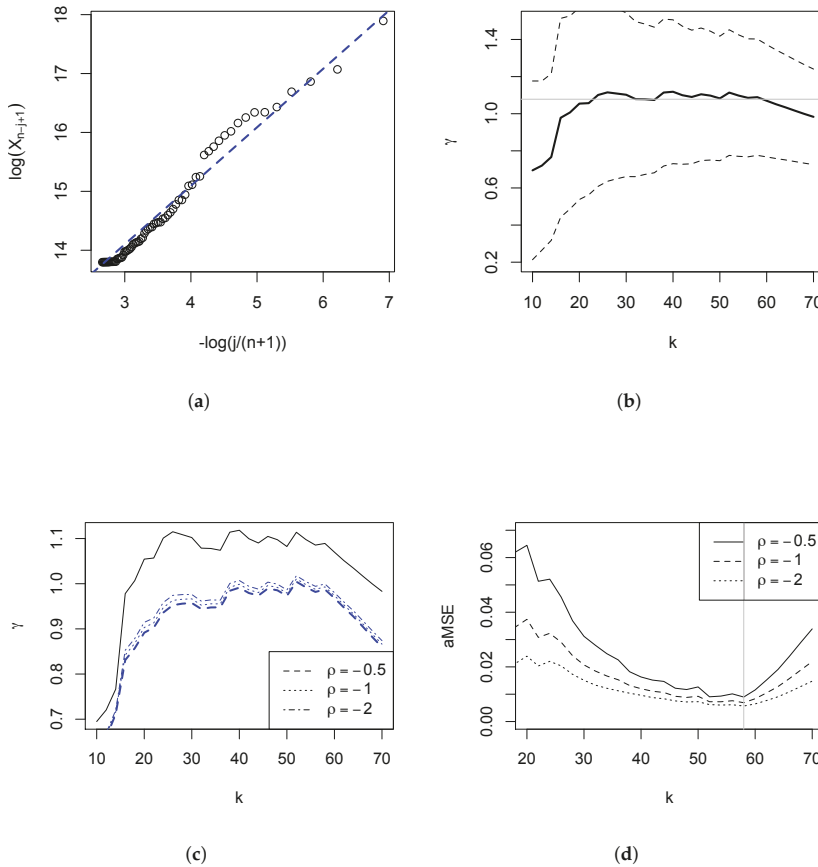 18
17
16
15
14
log(X_{n−j+1})
3 4 5 6 7
-log(j/(n+1))
(a)
1.4
1.0
0.6
0.2
γ
10 20 30 40 50 60 70
k
(b)
1.1
1.0
0.9
0.8
0.7
γ
ρ = −0.5
ρ = −1
ρ = −2
10 20 30 40 50 60 70
k
(c)
0.06
0.04
0.02
0.00
aMSE
ρ = −0.5
ρ = −1
ρ = −2
20 30 40 50 60 70
k
(d)